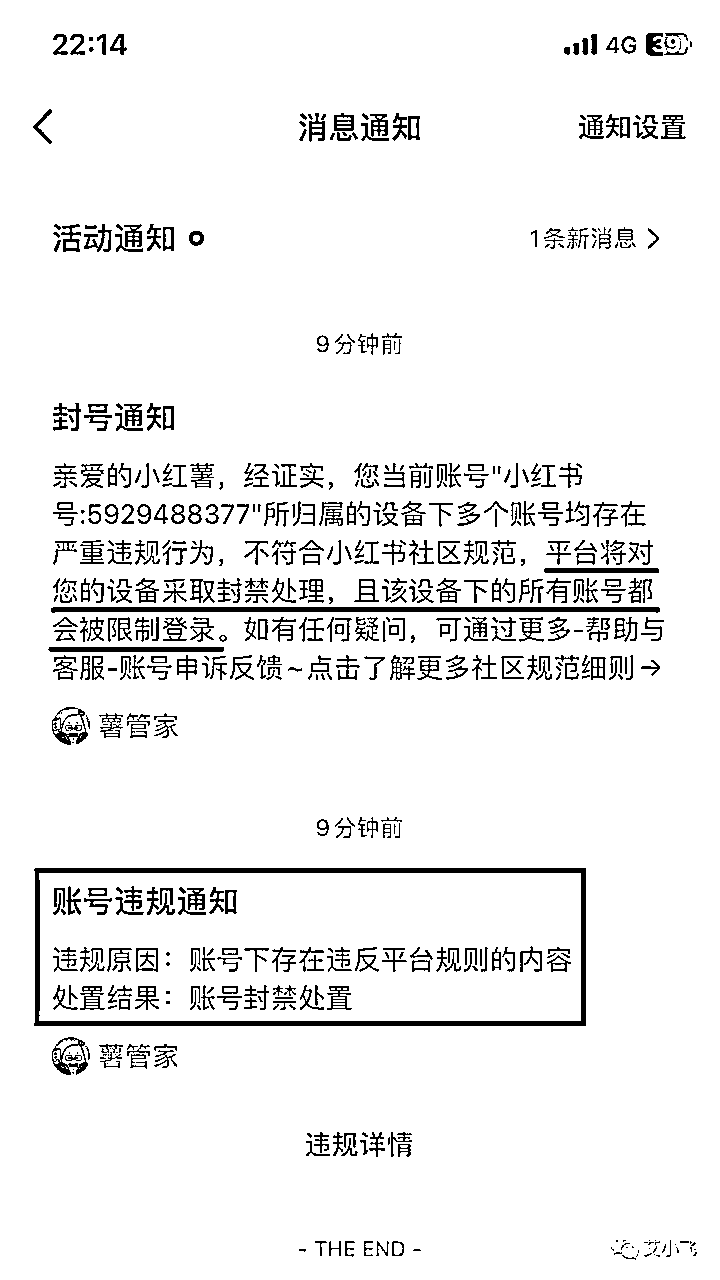 22:14
4G 39
消息通知
通知设置
活动通知
1条新消息
9分钟前
封号通知
亲爱的小红薯，经证实，您当前账号"小红书
号:5929488377"所归属的设备下多个账号均存在
严重违规行为，不符合小红书社区规范，平台将对
您的设备采取封禁处理，且该设备下的所有账号都
会被限制登录。如有任何疑问，可通过更多-帮助与
客服-账号申诉反馈~点击了解更多社区规范细则→
薯管家
9分钟前
账号违规通知
违规原因：账号下存在违反平台规则的内容
处置结果：账号封禁处置
薯管家
违规详情
- THE END -
艾小飞